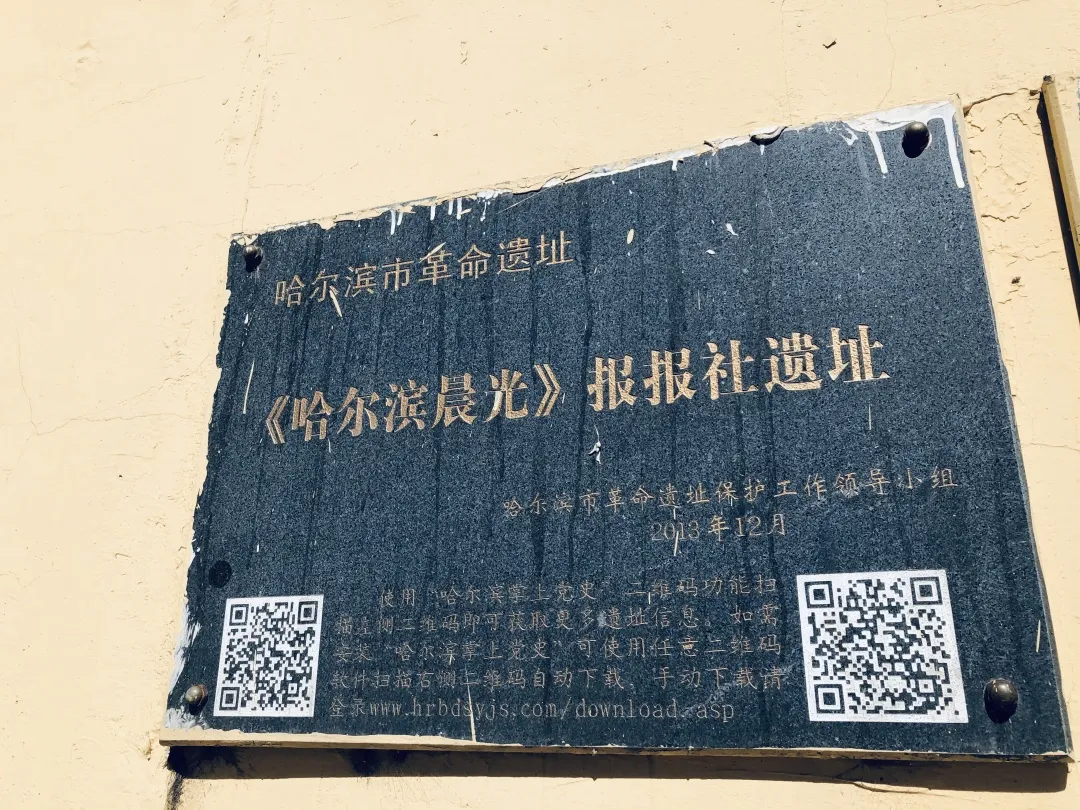 哈尔滨市革命遗址
《哈尔滨晨光》报报社遗址
哈尔滨市革命遗址保护工作领导小组
2013年12月
使用“哈尔滨掌上党史”二维码功能扫
描左侧二维码即可获取更多遗址信息。如需
安装“哈尔滨掌上党史”可使用任意二维码
软件扫描右侧二维码自动下载，手动下载请
登录www.hrbdsyjs.com/download.asp